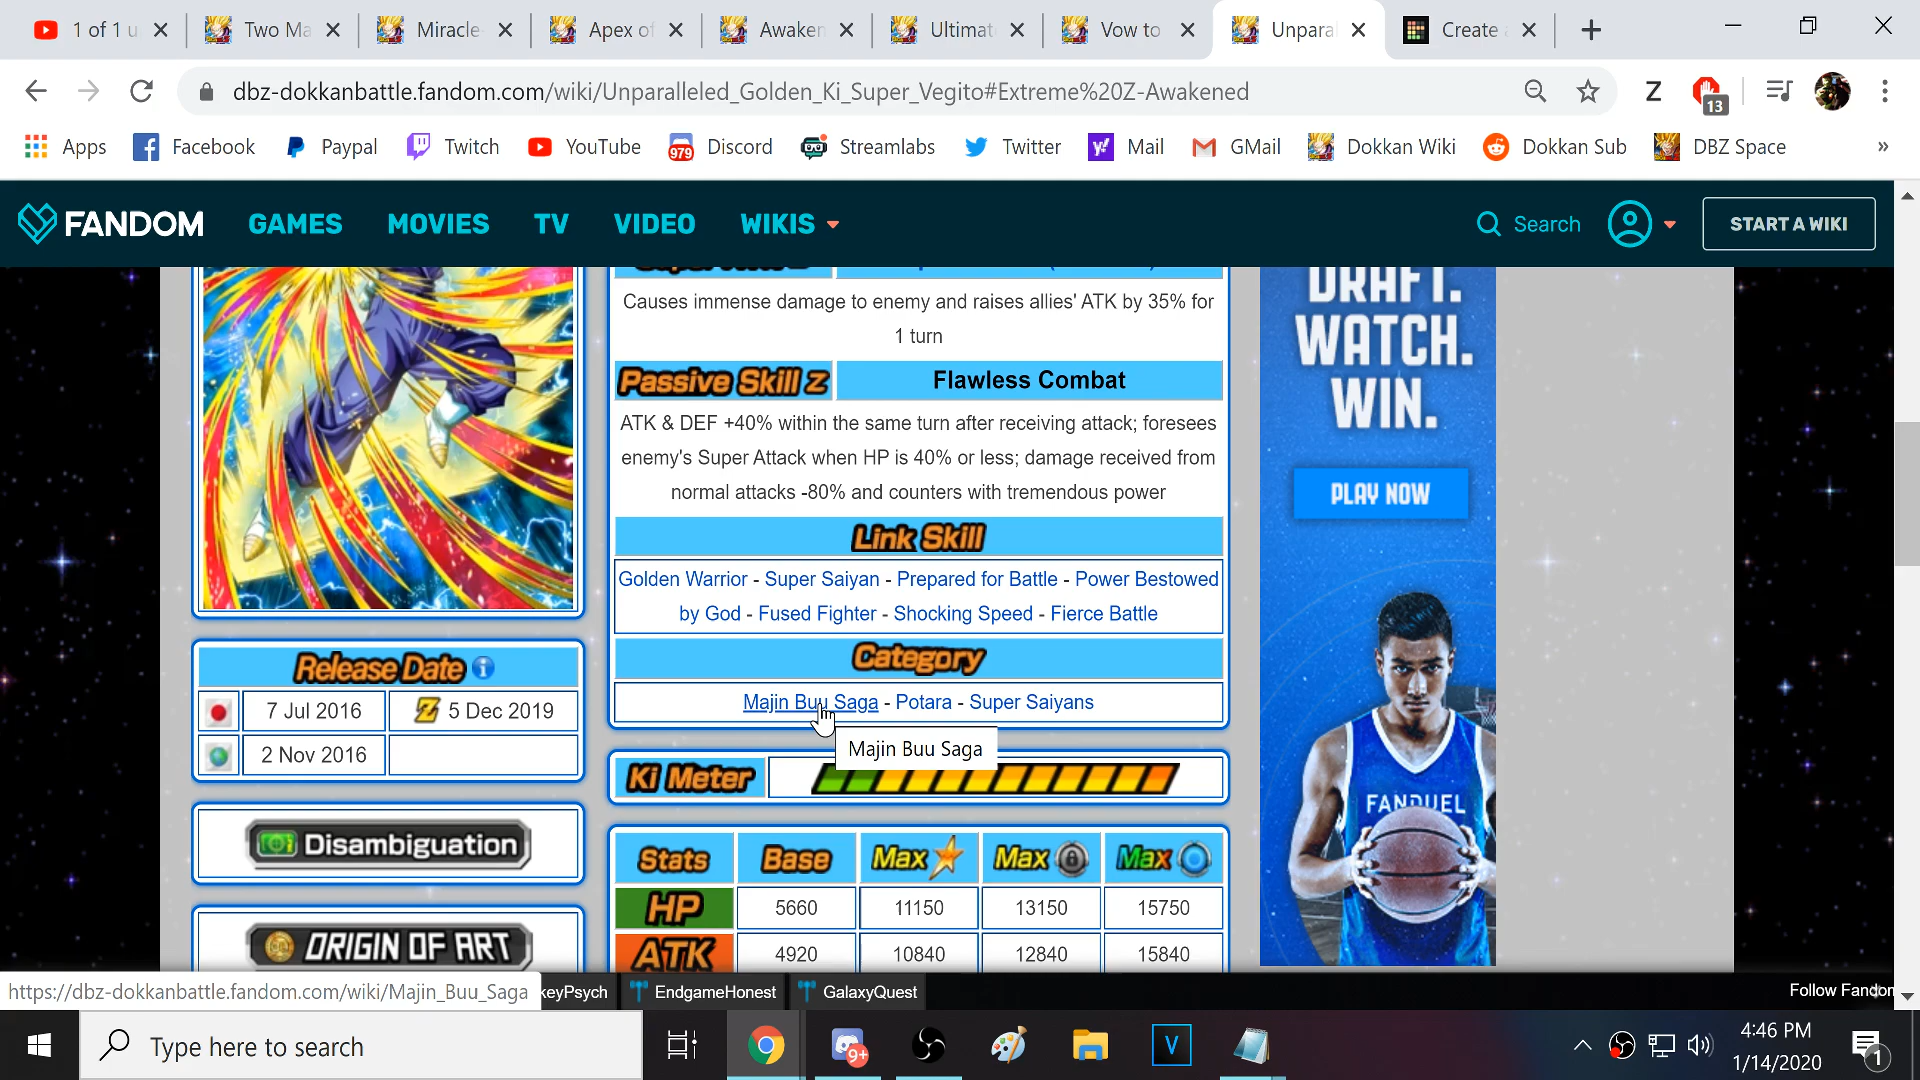 1 of 1 u
Two Ma
Miracle-
Apex of
Awaken
Ultimat
Vow to
Unpara
Create
dbz-dokkanbattle.fandom.com/wiki/Unparalleled_Golden_Ki_Super_Vegito#Extreme%20Z-Awakened
Z
13
Apps
Facebook
Paypal
Twitch
YouTube
979
Discord
Streamlabs
Twitter
Mail
GMail
Dokkan Wiki
Dokkan Sub
DBZ Space
»
FANDOM
GAMES
MOVIES
TV
VIDEO
WIKIS
Search
START A WIKI
Causes immense damage to enemy and raises allies' ATK by 35% for
1 turn
Passive Skill Z
Flawless Combat
ATK & DEF +40% within the same turn after receiving attack; foresees
enemy's Super Attack when HP is 40% or less; damage received from
normal attacks -80% and counters with tremendous power
Link Skill
Golden Warrior - Super Saiyan - Prepared for Battle - Power Bestowed
by God - Fused Fighter - Shocking Speed - Fierce Battle
Category
Majin Buu Saga - Potara - Super Saiyans
Majin Buu Saga
Ki Meter
Stats
Base
Max
Max
Max
HP
5660
11150
13150
15750
ATK
4920
10840
12840
15840
Release Date
7 Jul 2016
Z 5 Dec 2019
2 Nov 2016
Disambiguation
ORIGIN OF ART
DRAFT.
WATCH.
WIN.
PLAY NOW
FANDUEL
https://dbz-dokkanbattle.fandom.com/wiki/Majin_Buu_Saga
keyPsych
EndgameHonest
GalaxyQuest
Follow Fandom
Type here to search
9+
V
4:46 PM
1/14/2020
1